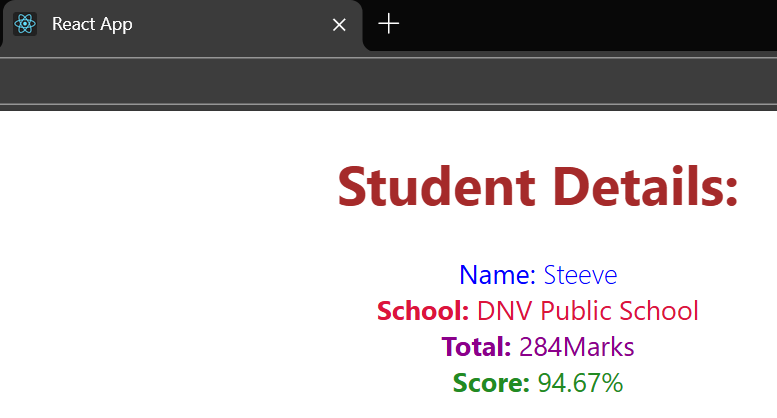 React App
Student Details:
Name: Steeve
School: DNV Public School
Total: 284Marks
Score: 94.67%